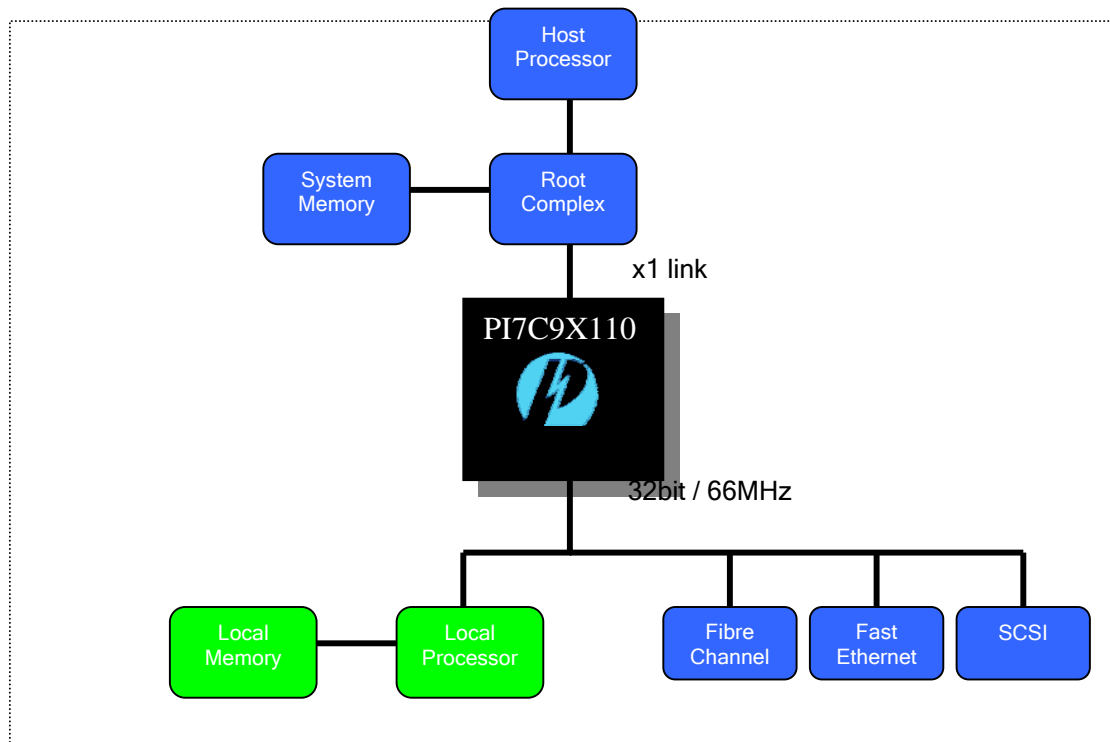 Host
Processor
System
Memory
Root
Complex
x1 link
PI7C9X110
32bit / 66MHz
Local
Memory
Local
Processor
Fibre
Channel
Fast
Ethernet
SCSI